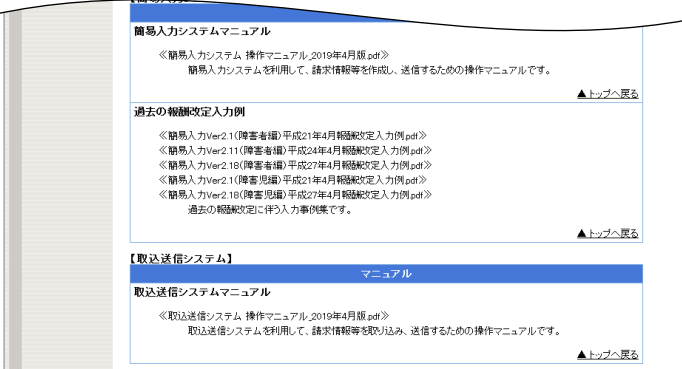 簡易入力システムマニュアル
≪簡易入力システム 操作マニュアル_2019年4月版.pdf≫
簡易入力システムを利用して、請求情報等を作成し、送信するための操作マニュアルです。
▲トップへ戻る
過去の報酬改定入力例
≪簡易入力Ver2.1(障害者編)平成21年4月報酬改定入力例.pdf≫
≪簡易入力Ver2.11(障害者編)平成24年4月報酬改定入力例.pdf≫
≪簡易入力Ver2.18(障害者編)平成27年4月報酬改定入力例.pdf≫
≪簡易入力Ver2.1(障害児編)平成21年4月報酬改定入力例.pdf≫
≪簡易入力Ver2.18(障害児編)平成27年4月報酬改定入力例.pdf≫
過去の報酬改定に伴う入力事例集です。
▲トップへ戻る
【取込送信システム】
マニュアル
取込送信システムマニュアル
≪取込送信システム 操作マニュアル_2019年4月版.pdf≫
取込送信システムを利用して、請求情報等を取り込み、送信するための操作マニュアルです。
▲トップへ戻る